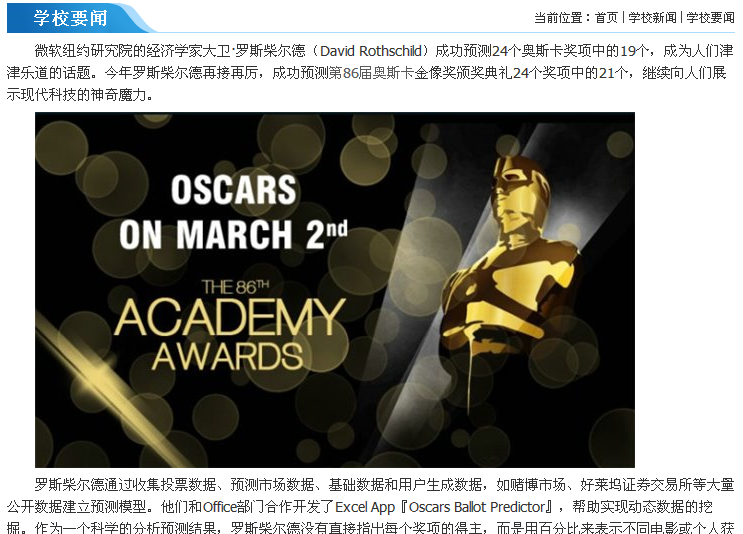 学校要闻
当前位置：首页 | 学校新闻 | 学校要闻
微软纽约研究院的经济学家大卫·罗斯柴尔德（David Rothschild）成功预测24个奥斯卡奖项中的19个，成为人们津
津乐道的话题。今年罗斯柴尔德再接再厉，成功预测第86届奥斯卡金像奖颁奖典礼24个奖项中的21个，继续向人们展
示现代科技的神奇魔力。
OSCARS
ON MARCH 2nd
THE 86TH
ACADEMY
AWARDS
罗斯柴尔德通过收集投票数据、预测市场数据、基础数据和用户生成数据，如赌博市场、好莱坞证券交易所等大量
公开数据建立预测模型。他们和Office部门合作开发了Excel App『Oscars Ballot Predictor』，帮助实现动态数据的挖
掘。作为一个科学的分析预测结果，罗斯柴尔德没有直接指出每个奖项的得主，而是用百分比来表示不同电影或个人获